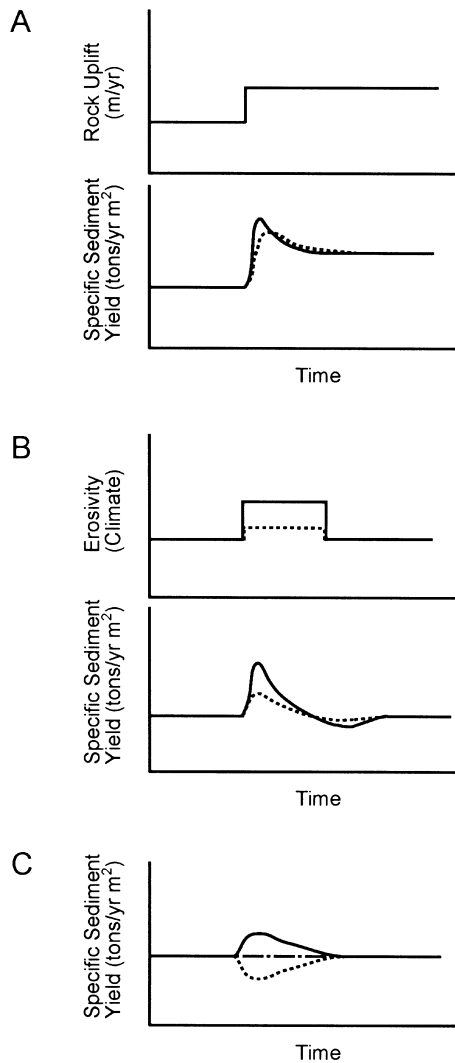 A
Rock Uplift
(m/yr)
Specific Sediment
Yield (tons/yr m²)
Time
B
Erosivity
(Climate)
Specific Sediment
Yield (tons/yr m²)
Time
C
Specific Sediment
Yield (tons/yr m²)
Time